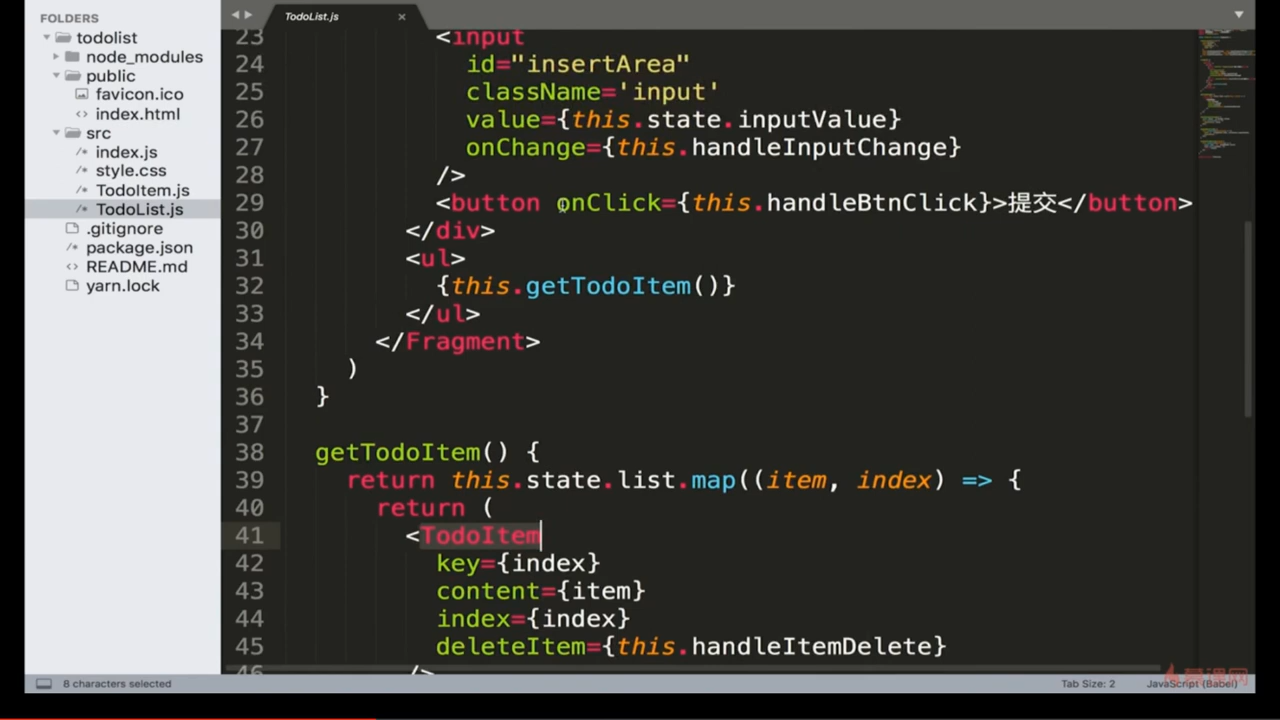 FOLDERS
todolist
node_modules
public
favicon.ico
index.html
src
index.js
style.css
TodoItem.js
TodoList.js
.gitignore
package.json
README.md
yarn.lock
TodoList.js
23 <input
24 id="insertArea"
25 className='input'
26 value={this.state.inputValue}
27 onChange={this.handleInputChange}
28 />
29 <button onClick={this.handleBtnClick}>提交</button>
30 </div>
31 <ul>
32 {this.getTodoItem()}
33 </ul>
34 </Fragment>
35 )
36 }
37
38 getTodoItem() {
39 return this.state.list.map((item, index) => {
40 return (
41 <TodoItem
42 key={index}
43 content={item}
44 index={index}
45 deleteItem={this.handleItemDelete}
46 />
8 characters selected
Tab Size: 2
JavaScript (Babel)
慕课网